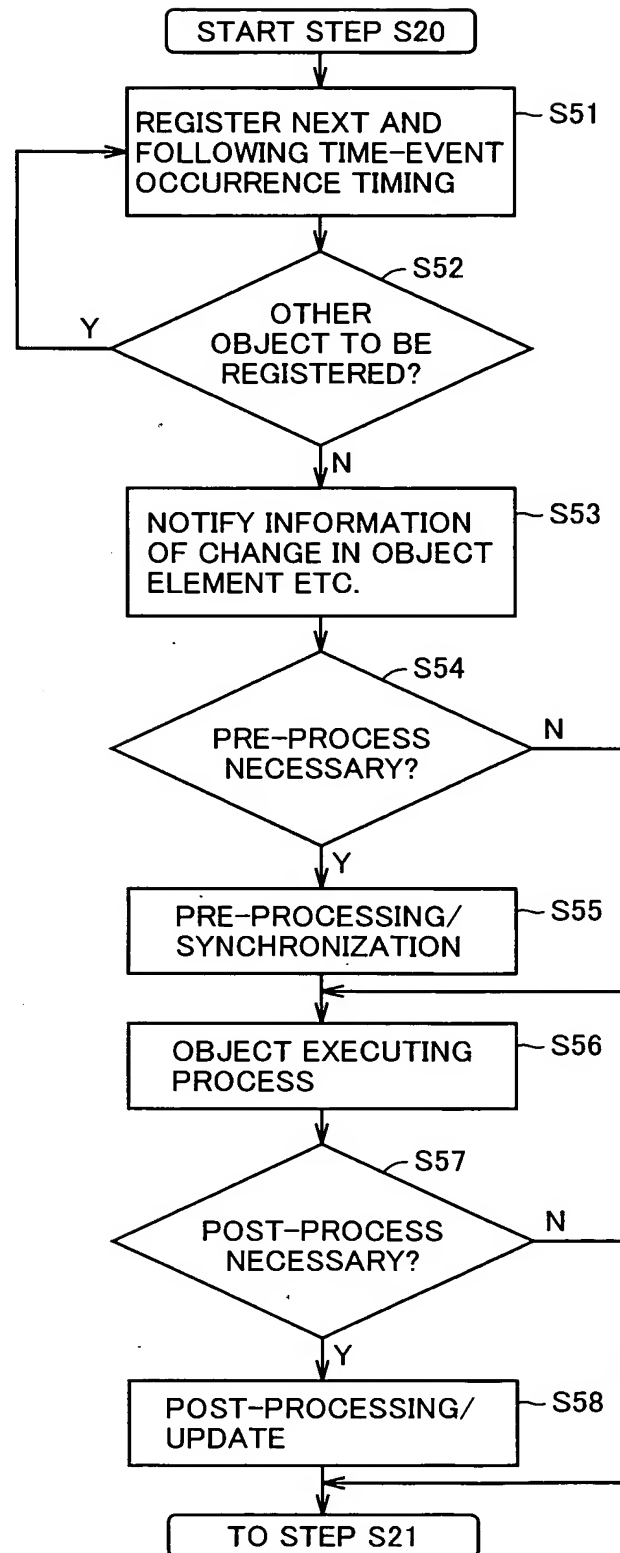 START STEP S20
S51
REGISTER NEXT AND
FOLLOWING TIME-EVENT
OCCURRENCE TIMING
S52
Y
OTHER
OBJECT TO BE
REGISTERED?
N
S53
NOTIFY INFORMATION
OF CHANGE IN OBJECT
ELEMENT ETC.
S54
N
PRE-PROCESS
NECESSARY?
Y
S55
PRE-PROCESSING/
SYNCHRONIZATION
S56
OBJECT EXECUTING
PROCESS
S57
N
POST-PROCESS
NECESSARY?
Y
S58
POST-PROCESSING/
UPDATE
TO STEP S21